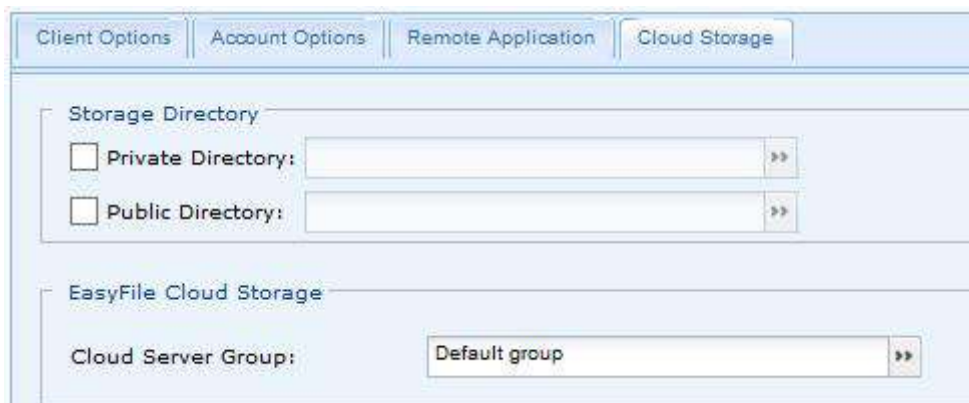 Client Options Account Options Remote Application Cloud Storage
Storage Directory
Private Directory:
Public Directory:
EasyFile Cloud Storage
Cloud Server Group: Default group